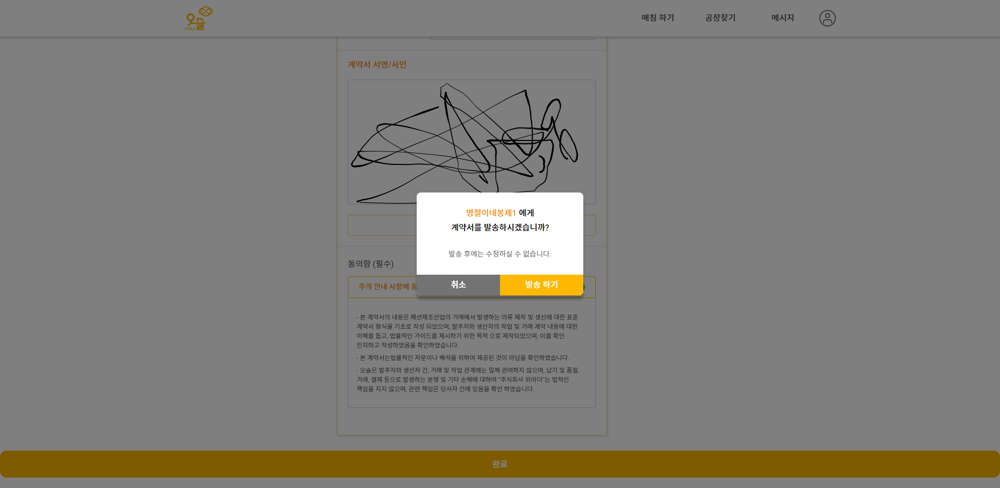 오슬
O'SLE
매칭 하기
공장찾기
메시지
계약서 서명/사인
병철이네봉제1 에게
계약서를 발송하시겠습니까?
발송 후에는 수정하실 수 없습니다.
취소
발송 하기
동의함 (필수)
주의 안내 사항에 동
- 본 계약서의 내용은 패션제조산업의 거래에서 발생하는 의류 제작 및 생산에 대한 표준
계약서 형식을 기초로 작성 되었으며, 발주자와 생산자의 작업 및 거래 계약 내용에 대한
이해를 돕고, 법률적인 가이드를 제시하기 위한 목적 으로 제작되었으며, 이를 확인·
인지하고 작성하였음을 확인하였습니다.
- 본 계약서는법률적인 자문이나 해석을 위하여 제공된 것이 아님을 확인하였습니다.
- 오슬은 발주자와 생산자 간, 거래 및 작업 관계에는 일체 관여하지 않으며, 납기 및 품질,
거래, 결제 등으로 발생하는 분쟁 및 기타 손해에 대하여 "주식회사 위아더"는 법적인
책임을 지지 않으며, 관련 책임은 당사자 간에 있음을 확인 하였습니다.
완료